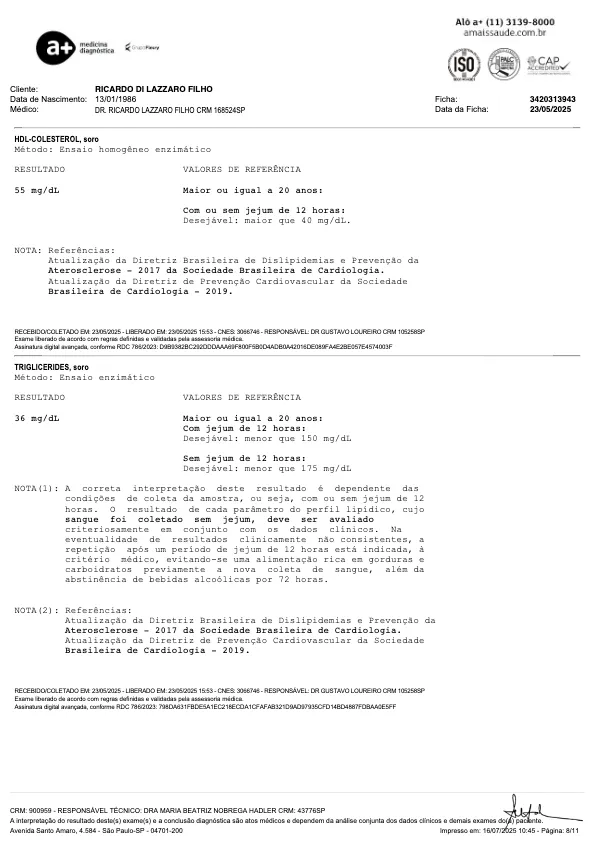 Alô a+ (11) 3139-8000
amaissaude.com.br
a+ medicina diagnóstica GrupoFleury
ISO PALC CAP ACCREDITED
Cliente: RICARDO DI LAZZARO FILHO
Data de Nascimento: 13/01/1986 Ficha: 3420313943
Médico: DR. RICARDO LAZZARO FILHO CRM 168524SP Data da Ficha: 23/05/2025
HDL-COLESTEROL, soro
Método: Ensaio homogêneo enzimático
RESULTADO VALORES DE REFERÊNCIA
55 mg/dL Maior ou igual a 20 anos:
Com ou sem jejum de 12 horas:
Desejável: maior que 40 mg/dL.
NOTA: Referências:
Atualização da Diretriz Brasileira de Dislipidemias e Prevenção da
Aterosclerose - 2017 da Sociedade Brasileira de Cardiologia.
Atualização da Diretriz de Prevenção Cardiovascular da Sociedade
Brasileira de Cardiologia - 2019.
RECEBIDO/COLETADO EM: 23/05/2025 - LIBERADO EM: 23/05/2025 15:53 - CNES: 3066746 - RESPONSÁVEL: DR GUSTAVO LOUREIRO CRM 105258SP
Exame liberado de acordo com regras definidas e validadas pela assessoria médica.
Assinatura digital avançada, conforme RDC 786/2023: D9B9382BC292DDDAAA69F800F5B0D4ADB0A42016DE089FA4E2BE057E4574003F
TRIGLICERIDES, soro
Método: Ensaio enzimático
RESULTADO VALORES DE REFERÊNCIA
36 mg/dL Maior ou igual a 20 anos:
Com jejum de 12 horas:
Desejável: menor que 150 mg/dL
Sem jejum de 12 horas:
Desejável: menor que 175 mg/dL
NOTA(1): A correta interpretação deste resultado é dependente das
condições de coleta da amostra, ou seja, com ou sem jejum de 12
horas. O resultado de cada parâmetro do perfil lipídico, cujo
sangue foi coletado sem jejum, deve ser avaliado
criteriosamente em conjunto com os dados clínicos. Na
eventualidade de resultados clinicamente não consistentes, a
repetição após um período de jejum de 12 horas está indicada, à
critério médico, evitando-se uma alimentação rica em gorduras e
carboidratos previamente a nova coleta de sangue, além da
abstinência de bebidas alcoólicas por 72 horas.
NOTA(2): Referências:
Atualização da Diretriz Brasileira de Dislipidemias e Prevenção da
Aterosclerose - 2017 da Sociedade Brasileira de Cardiologia.
Atualização da Diretriz de Prevenção Cardiovascular da Sociedade
Brasileira de Cardiologia - 2019.
RECEBIDO/COLETADO EM: 23/05/2025 - LIBERADO EM: 23/05/2025 15:53 - CNES: 3066746 - RESPONSÁVEL: DR GUSTAVO LOUREIRO CRM 105258SP
Exame liberado de acordo com regras definidas e validadas pela assessoria médica.
Assinatura digital avançada, conforme RDC 786/2023: 798DA631FBDE5A1EC218ECDA1CFAFAB321D9AD97935CFD14BD4887FDBAA0E5FF
CRM: 900959 - RESPONSÁVEL TÉCNICO: DRA MARIA BEATRIZ NOBREGA HADLER CRM: 43776SP
A interpretação do resultado deste(s) exame(s) e a conclusão diagnóstica são atos médicos e dependem da análise conjunta dos dados clínicos e demais exames do(a) paciente.
Avenida Santo Amaro, 4.584 - São Paulo-SP - 04701-200 Impresso em: 16/07/2025 10:45 - Página: 8/11